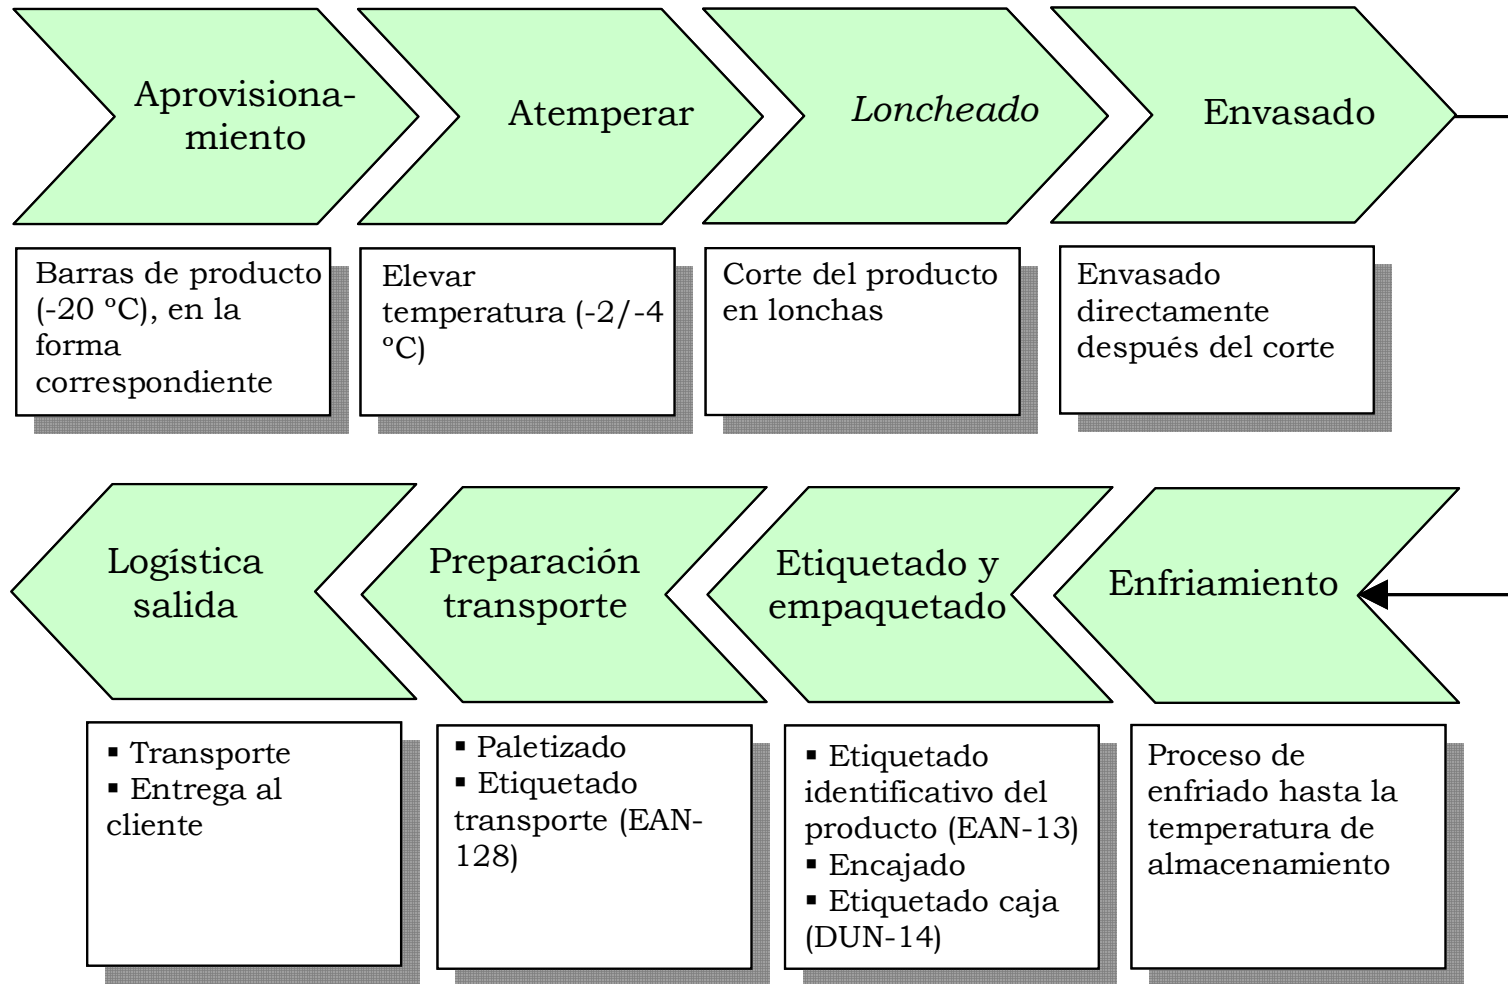 Aprovisiona-
miento
Atemperar
Loncheado
Envasado
Barras de producto
(-20 ºC), en la
forma
correspondiente
Elevar
temperatura (-2/-4
ºC)
Corte del producto
en lonchas
Envasado
directamente
después del corte
Logística
salida
Preparación
transporte
Etiquetado y
empaquetado
Enfriamiento
▪ Transporte
▪ Entrega al
cliente
▪ Paletizado
▪ Etiquetado
transporte (EAN-
128)
▪ Etiquetado
identificativo del
producto (EAN-13)
▪ Encajado
▪ Etiquetado caja
(DUN-14)
Proceso de
enfriado hasta la
temperatura de
almacenamiento